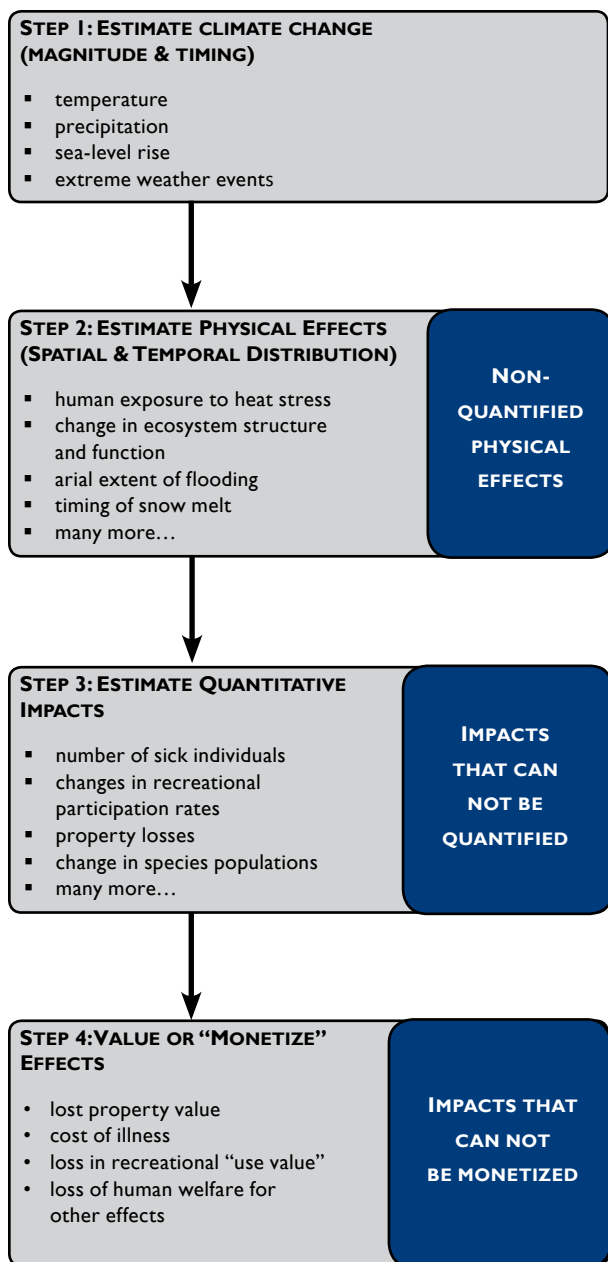 STEP 1: ESTIMATE CLIMATE CHANGE
(MAGNITUDE & TIMING)
▪ temperature
▪ precipitation
▪ sea-level rise
▪ extreme weather events
STEP 2: ESTIMATE PHYSICAL EFFECTS
(SPATIAL & TEMPORAL DISTRIBUTION)
▪ human exposure to heat stress
▪ change in ecosystem structure
and function
▪ arial extent of flooding
▪ timing of snow melt
▪ many more…
NON-
QUANTIFIED
PHYSICAL
EFFECTS
STEP 3: ESTIMATE QUANTITATIVE
IMPACTS
▪ number of sick individuals
▪ changes in recreational
participation rates
▪ property losses
▪ change in species populations
▪ many more…
IMPACTS
THAT CAN
NOT BE
QUANTIFIED
STEP 4: VALUE OR “MONETIZE”
EFFECTS
• lost property value
• cost of illness
• loss in recreational “use value”
• loss of human welfare for
other effects
IMPACTS THAT
CAN NOT
BE MONETIZED